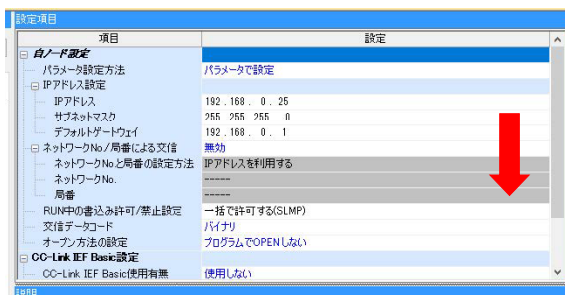 設定項目
項目 設定
自ノード設定
パラメータ設定方法 パラメータで設定
IPアドレス設定
IPアドレス 192 . 168 . 0 . 25
サブネットマスク 255 . 255 . 255 . 0
デフォルトゲートウェイ 192 . 168 . 0 . 1
ネットワークNo/局番による交信 無効
ネットワークNo.と局番の設定方法 IPアドレスを利用する
ネットワークNo. -----
局番 -----
RUN中の書込み許可/禁止設定 一括で許可する(SLMP)
交信データコード バイナリ
オープン方法の設定 プログラムでOPENしない
CC-Link IEF Basic設定
CC-Link IEF Basic使用有無 使用しない
説明